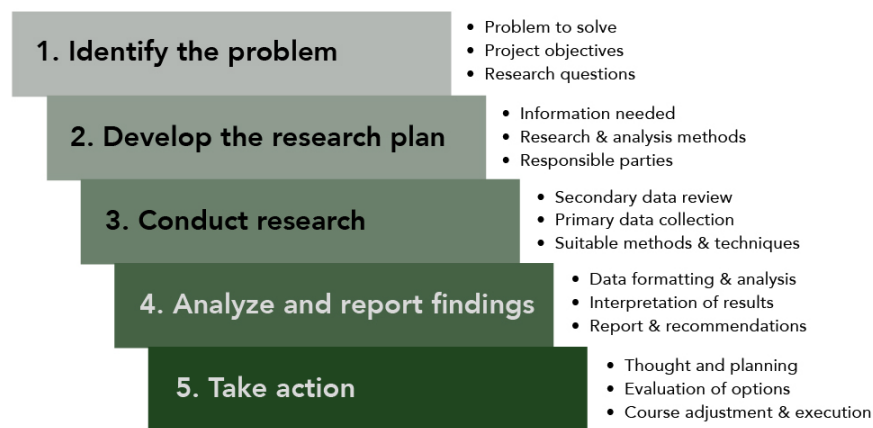 1. Identify the problem
• Problem to solve
• Project objectives
• Research questions
2. Develop the research plan
• Information needed
• Research & analysis methods
• Responsible parties
3. Conduct research
• Secondary data review
• Primary data collection
• Suitable methods & techniques
4. Analyze and report findings
• Data formatting & analysis
• Interpretation of results
• Report & recommendations
5. Take action
• Thought and planning
• Evaluation of options
• Course adjustment & execution